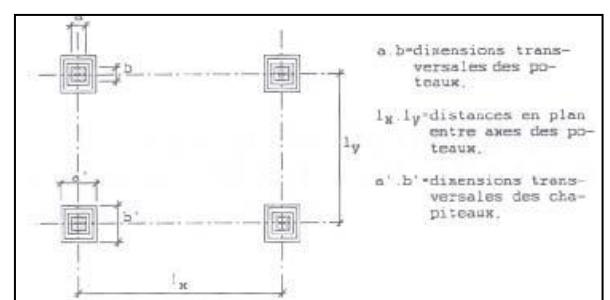 a
b
a'
b'
lx
ly
a.b=dimensions trans-
versales des po-
teaux.
lx.ly=distances en plan
entre axes des po-
teaux.
a'.b'=dimensions trans-
versales des cha-
piteaux.